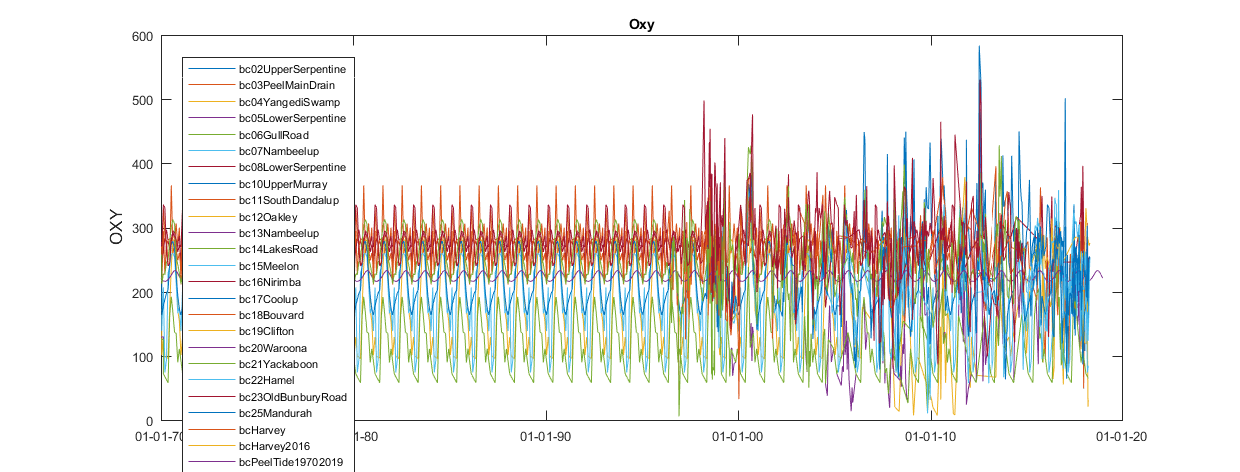 Oxy
600
500
400
300
200
100
0
OXY
01-01-70
1-80
01-01-90
01-01-00
01-01-10
01-01-20
bc02UpperSerpentine
bc03PeelMainDrain
bc04YangediSwamp
bc05LowerSerpentine
bc06GullRoad
bc07Nambeelup
bc08LowerSerpentine
bc10UpperMurray
bc11SouthDandalup
bc12Oakley
bc13Nambeelup
bc14LakesRoad
bc15Meelon
bc16Nirimba
bc17Coolup
bc18Bouvard
bc19Clifton
bc20Waroona
bc21Yackaboon
bc22Hamel
bc23OldBunburyRoad
bc25Mandurah
bcHarvey
bcHarvey2016
bcPeelTide19702019